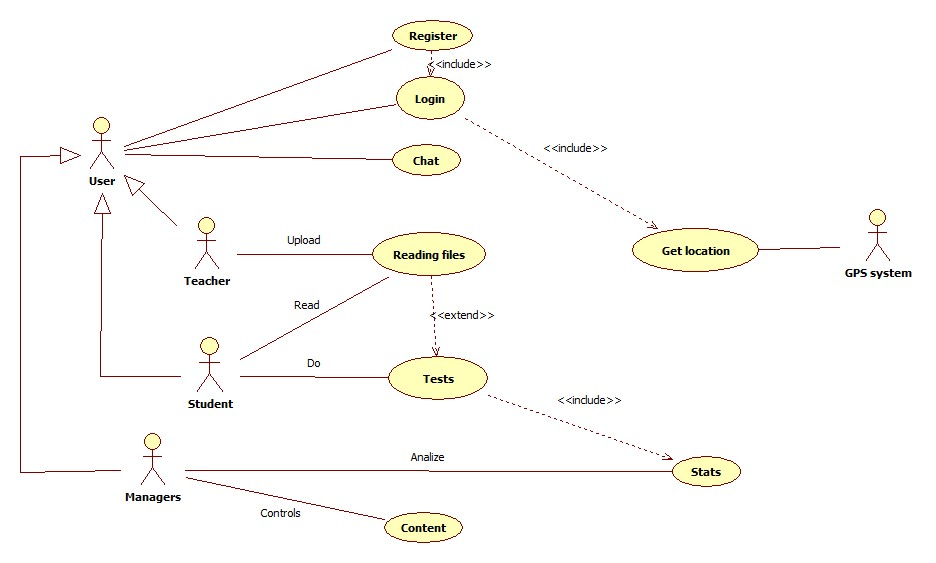 Register
<<include>>
Login
<<include>>
Chat
User
Upload
Teacher
Reading files
Get location
GPS system
Read
<<extend>>
Do
Tests
Student
<<include>>
Analize
Stats
Managers
Controls
Content